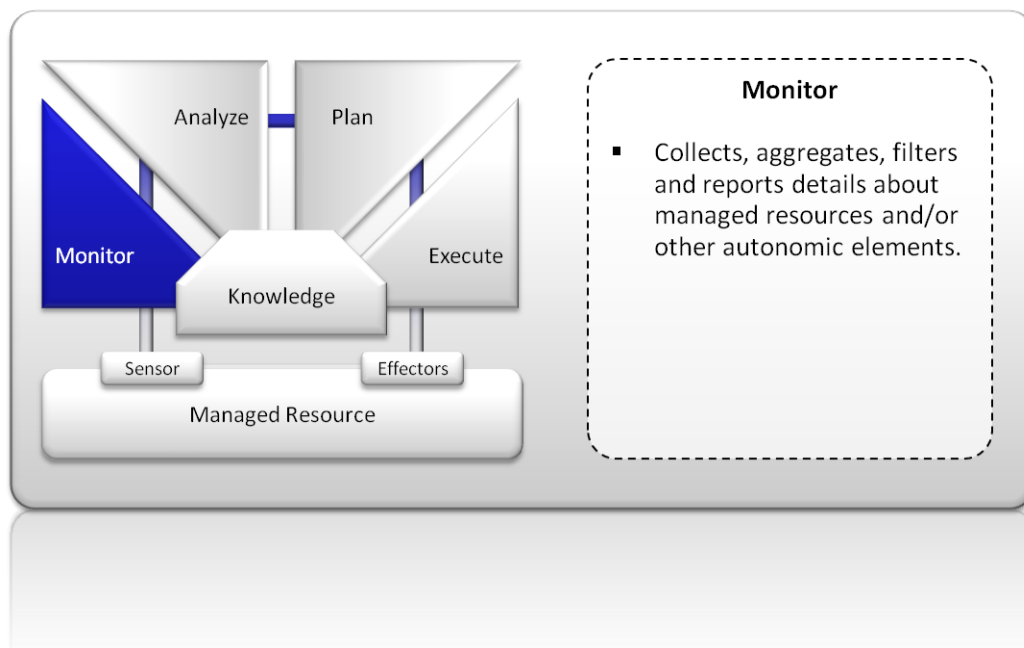 Analyze
Plan
Monitor
Execute
Knowledge
Sensor
Effectors
Managed Resource
Monitor
▪ Collects, aggregates, filters
and reports details about
managed resources and/or
other autonomic elements.